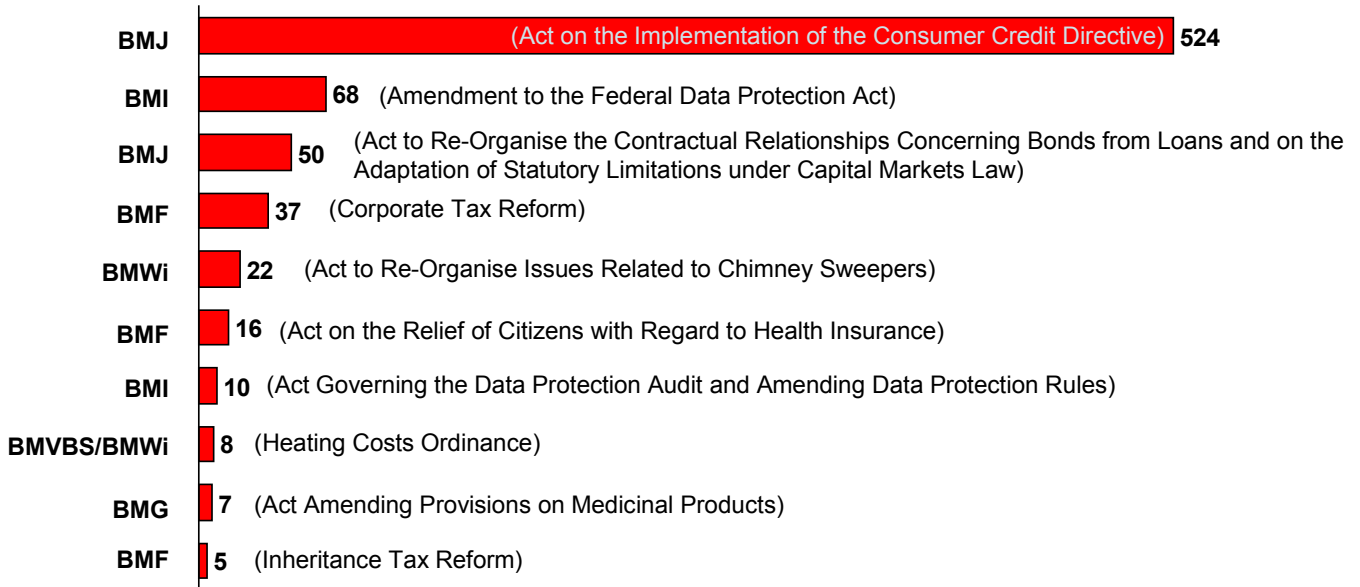 BMJ (Act on the Implementation of the Consumer Credit Directive) 524
BMI 68 (Amendment to the Federal Data Protection Act)
BMJ 50 (Act to Re-Organise the Contractual Relationships Concerning Bonds from Loans and on the
Adaptation of Statutory Limitations under Capital Markets Law)
BMF 37 (Corporate Tax Reform)
BMWi 22 (Act to Re-Organise Issues Related to Chimney Sweepers)
BMF 16 (Act on the Relief of Citizens with Regard to Health Insurance)
BMI 10 (Act Governing the Data Protection Audit and Amending Data Protection Rules)
BMVBS/BMWi 8 (Heating Costs Ordinance)
BMG 7 (Act Amending Provisions on Medicinal Products)
BMF 5 (Inheritance Tax Reform)